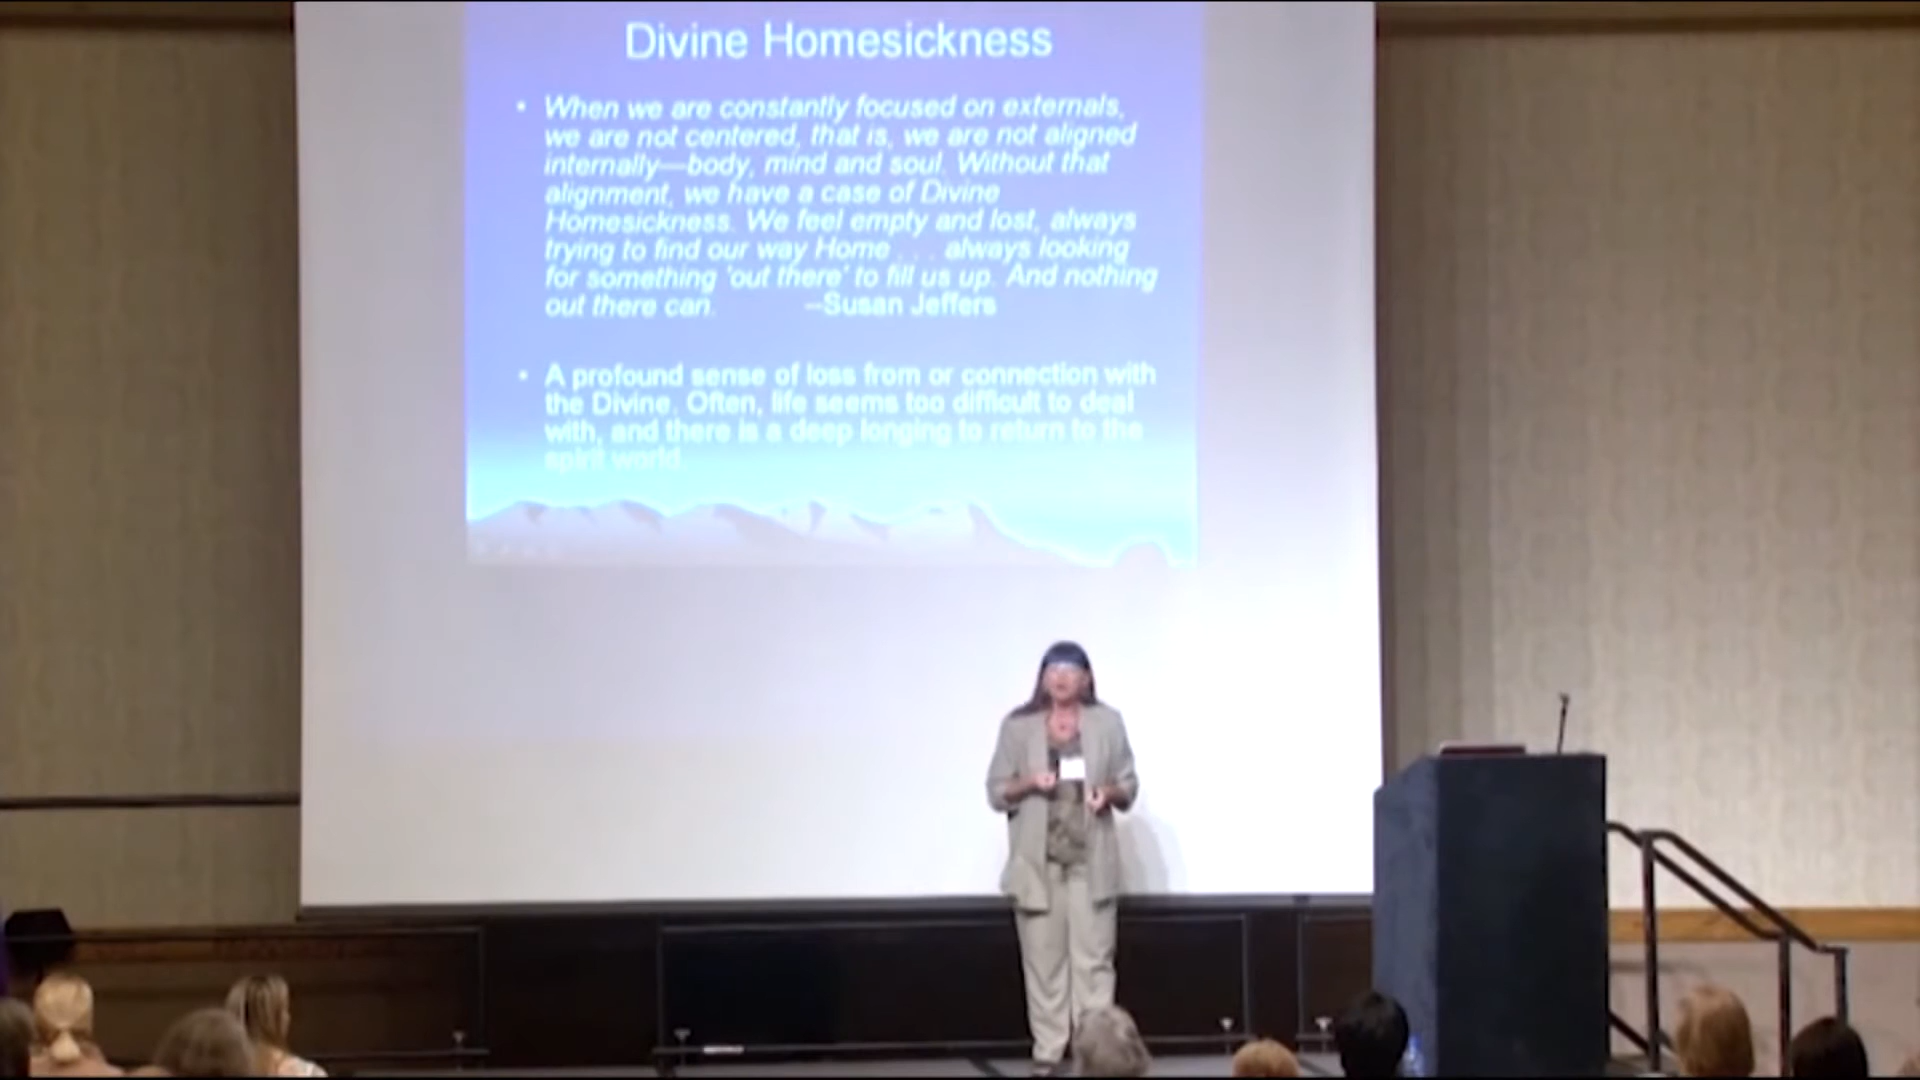 Divine Homesickness
• When we are constantly focused on externals,
we are not centered, that is, we are not aligned
internally—body, mind and soul. Without that
alignment, we have a case of Divine
Homesickness. We feel empty and lost, always
trying to find our way Home . . . always looking
for something 'out there' to fill us up. And nothing
out there can. --Susan Jeffers
• A profound sense of loss from or connection with
the Divine. Often, life seems too difficult to deal
with, and there is a deep longing to return to the
spirit world.